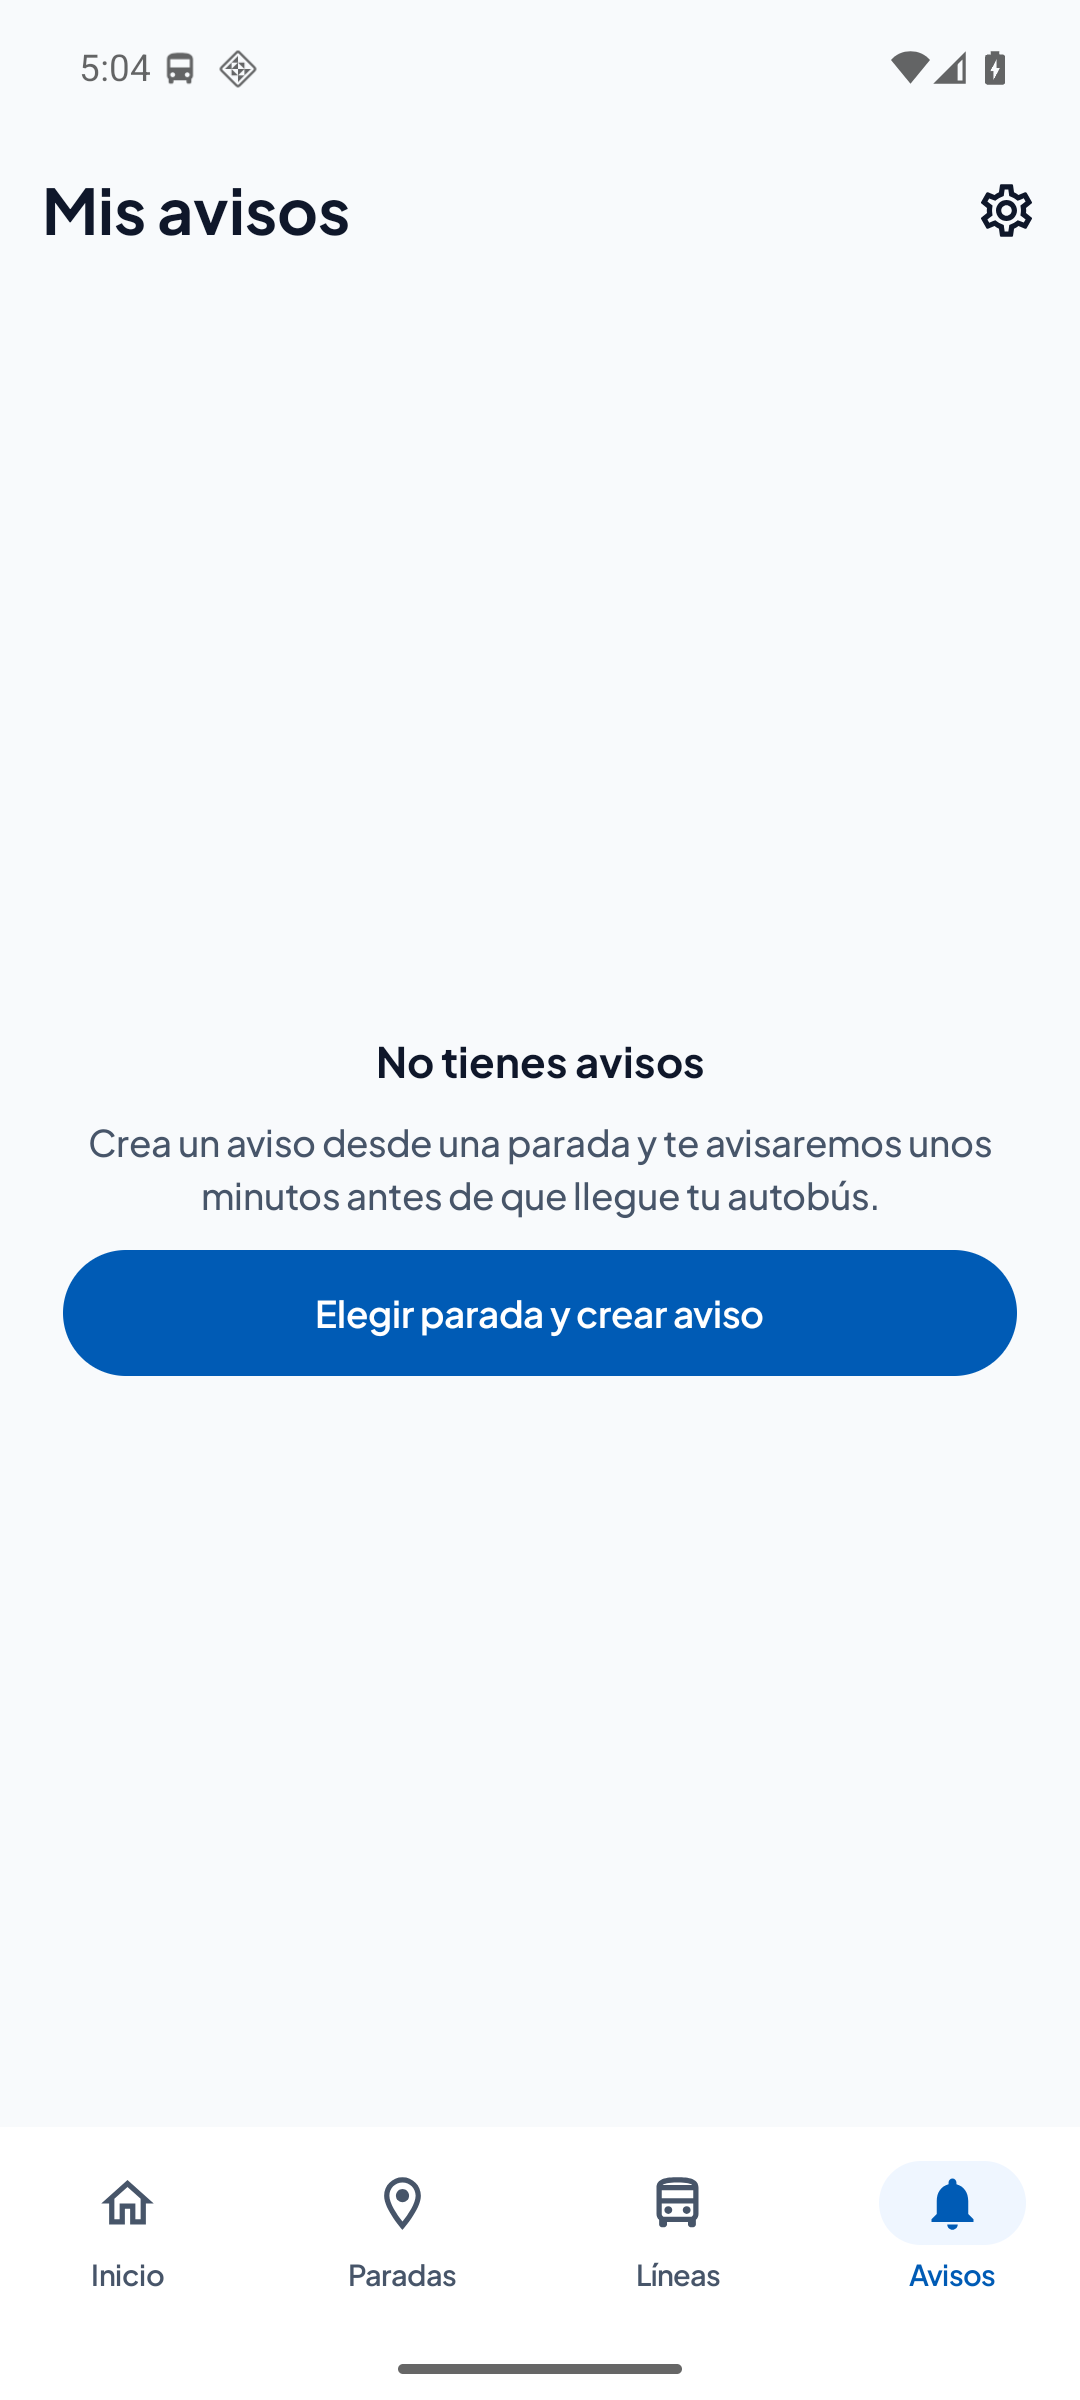 5:04
Mis avisos
No tienes avisos
Crea un aviso desde una parada y te avisaremos unos
minutos antes de que llegue tu autobús.
Elegir parada y crear aviso
Inicio
Paradas
Líneas
Avisos